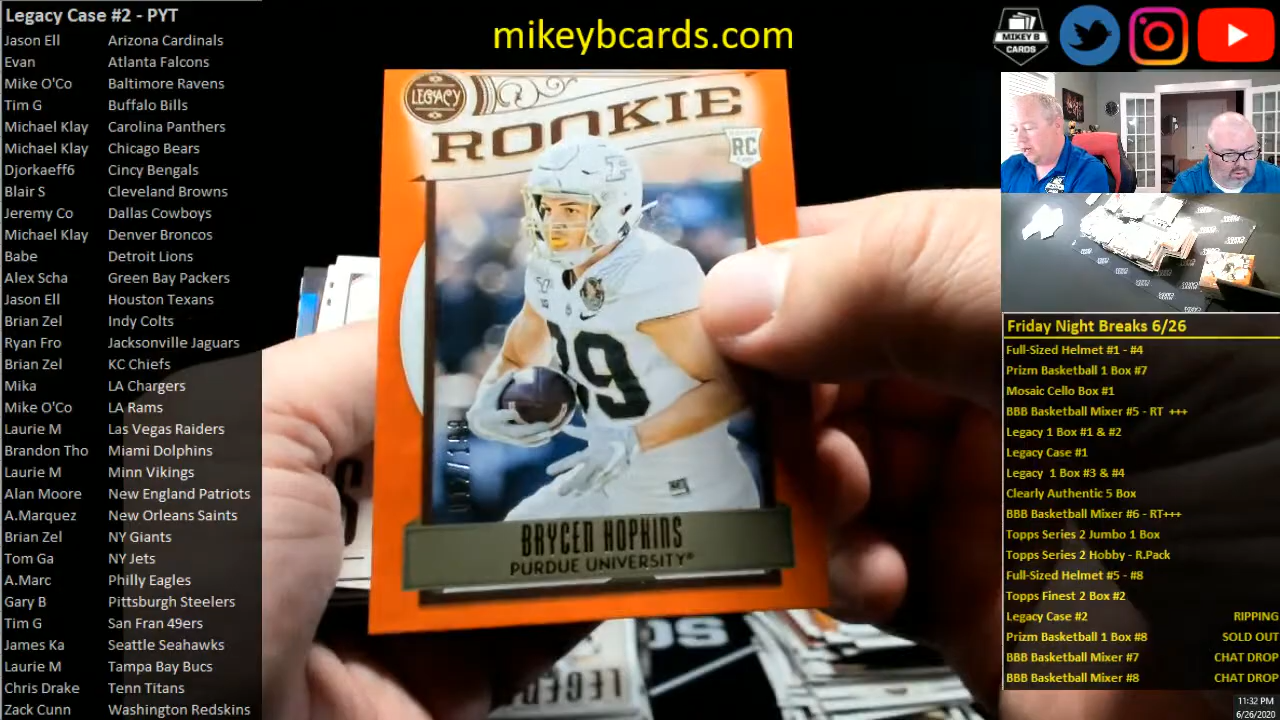 Legacy Case #2 - PYT
Jason Ell Arizona Cardinals
Evan Atlanta Falcons
Mike O'Co Baltimore Ravens
Tim G Buffalo Bills
Michael Klay Carolina Panthers
Michael Klay Chicago Bears
Djorkaeff6 Cincy Bengals
Blair S Cleveland Browns
Jeremy Co Dallas Cowboys
Michael Klay Denver Broncos
Babe Detroit Lions
Alex Scha Green Bay Packers
Jason Ell Houston Texans
Brian Zel Indy Colts
Ryan Fro Jacksonville Jaguars
Brian Zel KC Chiefs
Mika LA Chargers
Mike O'Co LA Rams
Laurie M Las Vegas Raiders
Brandon Tho Miami Dolphins
Laurie M Minn Vikings
Alan Moore New England Patriots
A.Marquez New Orleans Saints
Brian Zel NY Giants
Tom Ga NY Jets
A.Marc Philly Eagles
Gary B Pittsburgh Steelers
Tim G San Fran 49ers
James Ka Seattle Seahawks
Laurie M Tampa Bay Bucs
Chris Drake Tenn Titans
Zack Cunn Washington Redskins
mikeybcards.com
LEGACY
ROOKIE
RC
89
BRYCEN HOPKINS
PURDUE UNIVERSITY®
MIKEY B
CARDS
Friday Night Breaks 6/26
Full-Sized Helmet #1 - #4
Prizm Basketball 1 Box #7
Mosaic Cello Box #1
BBB Basketball Mixer #5 - RT +++
Legacy 1 Box #1 & #2
Legacy Case #1
Legacy 1 Box #3 & #4
Clearly Authentic 5 Box
BBB Basketball Mixer #6 - RT+++
Topps Series 2 Jumbo 1 Box
Topps Series 2 Hobby - R.Pack
Full-Sized Helmet #5 - #8
Topps Finest 2 Box #2
Legacy Case #2 RIPPING
Prizm Basketball 1 Box #8 SOLD OUT
BBB Basketball Mixer #7 CHAT DROP
BBB Basketball Mixer #8 CHAT DROP
11:32 PM
6/26/2020